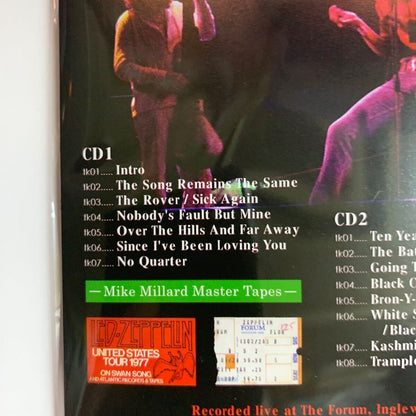 CD1
tk01..... Intro
tk02..... The Song Remains The Same
tk03..... The Rover / Sick Again
tk04..... Nobody's Fault But Mine
tk05..... Over The Hills And Far Away
tk06..... Since I've Been Loving You
tk07..... No Quarter
CD2
tk01..... Ten Yea
tk02..... The Bat
tk03..... Going T
tk04..... Black C
tk05..... Bron-Y
tk06..... White S
/ Blac
tk07..... Kashmi
tk08..... Trample
— Mike Millard Master Tapes —
LED-ZEPPELIN
UNITED STATES
TOUR 1977
ON SWAN SONG
AND ATLANTIC RECORDS & TAPES
ZEPPELIN
FORUM
Recorded live at The Forum, Inglew